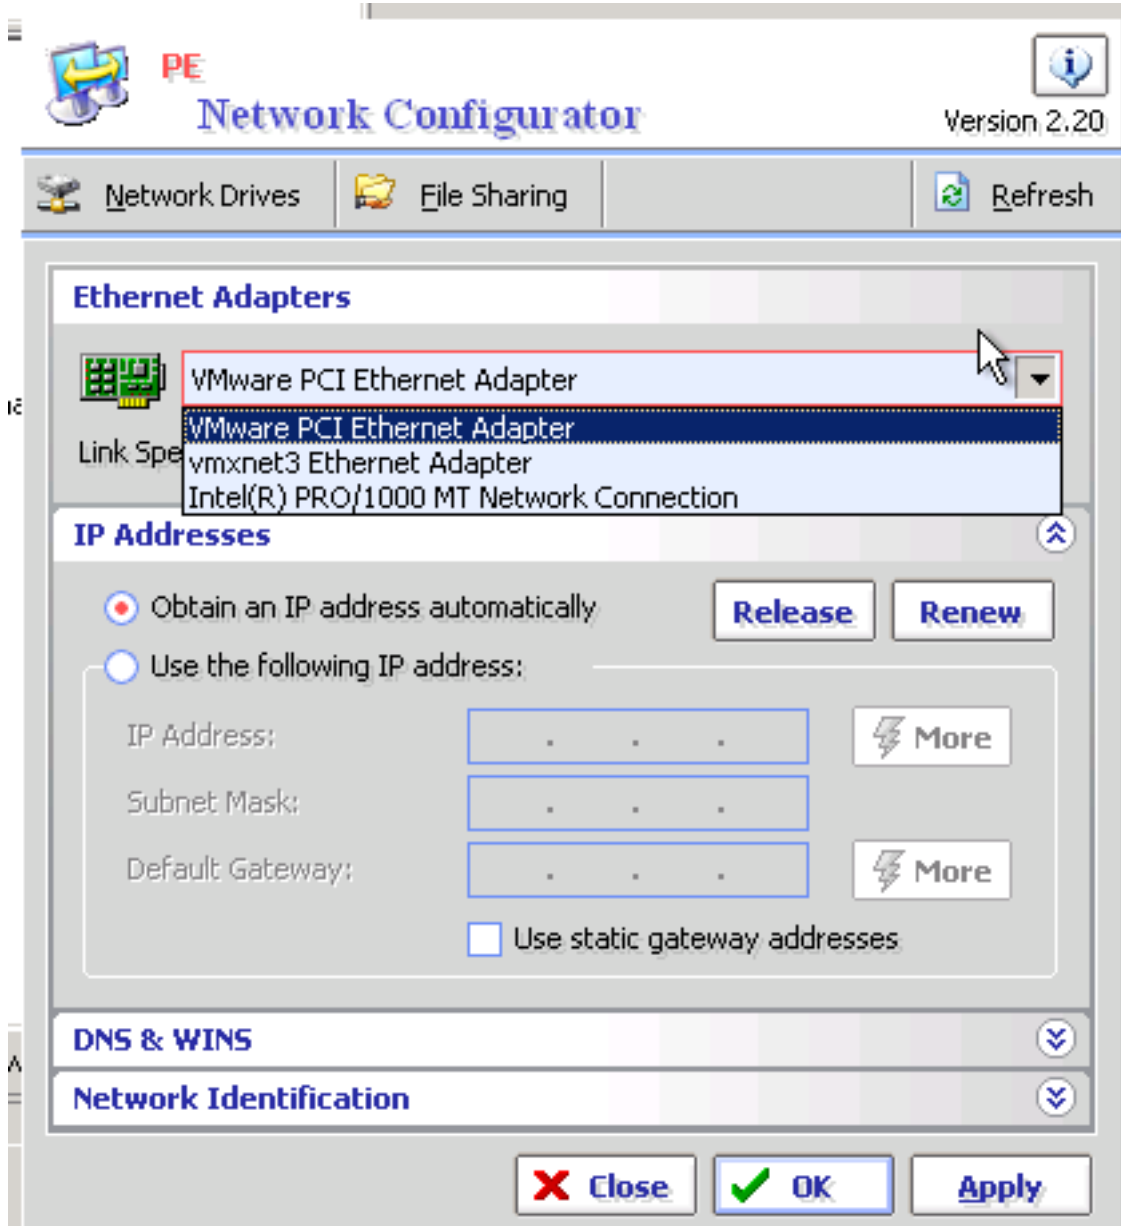 PE
Network Configurator
Version 2.20
Network Drives
File Sharing
Refresh
Ethernet Adapters
VMware PCI Ethernet Adapter
VMware PCI Ethernet Adapter
Link Spe
vmxnet3 Ethernet Adapter
Intel(R) PRO/1000 MT Network Connection
IP Addresses
Obtain an IP address automatically
Release
Renew
Use the following IP address:
IP Address:
. . .
More
Subnet Mask:
. . .
Default Gateway:
. . .
More
Use static gateway addresses
DNS & WINS
Network Identification
Close
OK
Apply